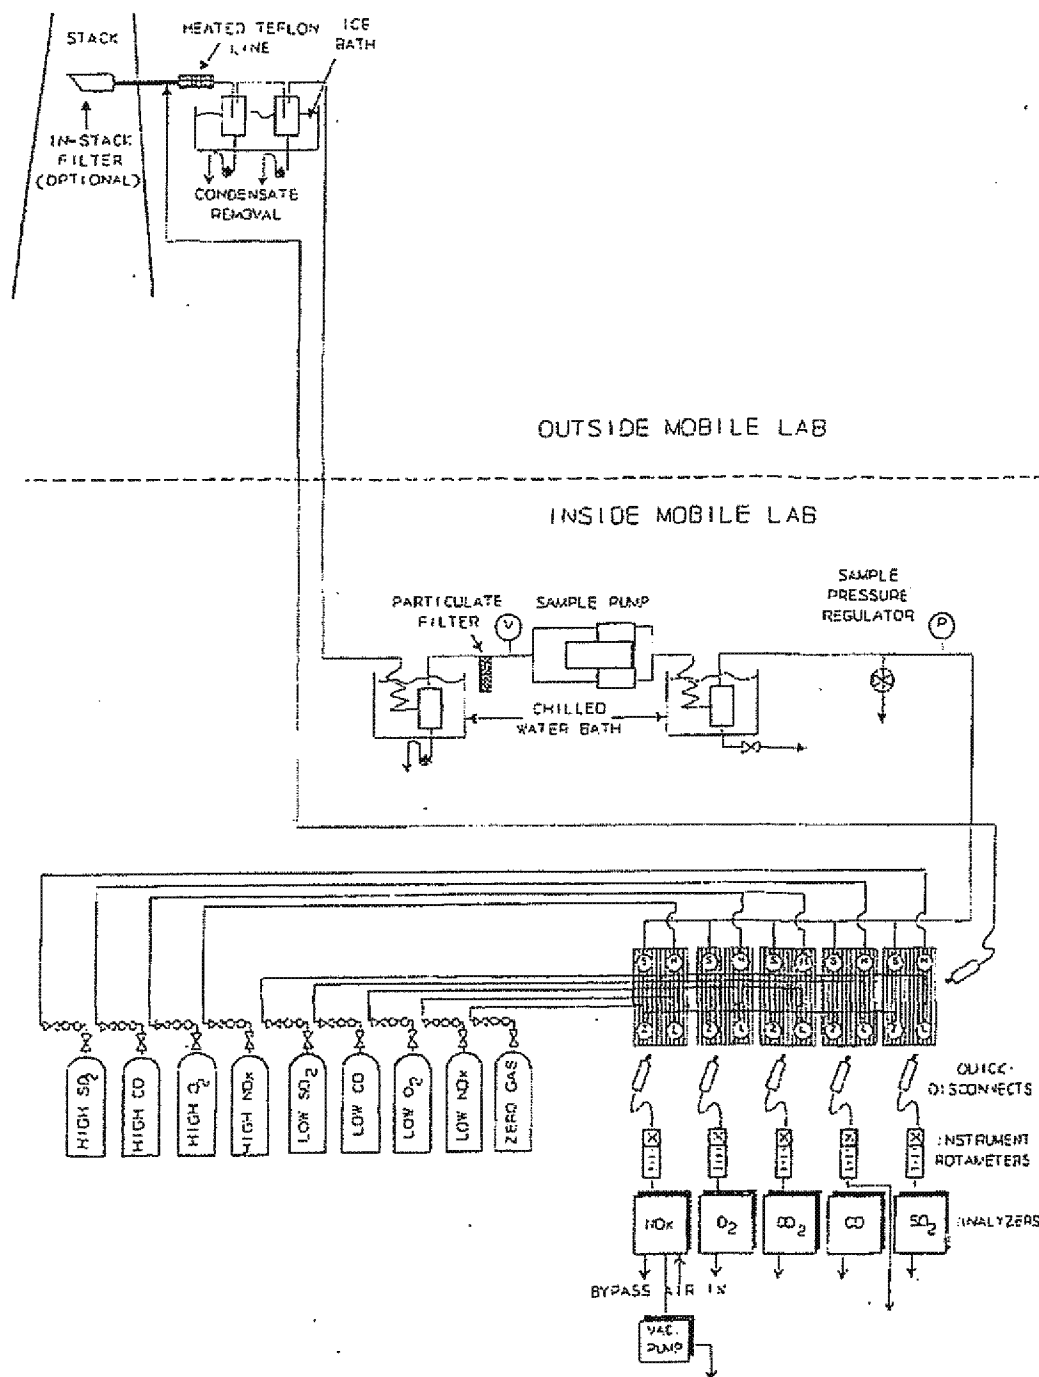 STACK
HEATED TEFLON
LINE
ICE
BATH
IN-STACK
FILTER
(OPTIONAL)
CONDENSATE
REMOVAL
OUTSIDE MOBILE LAB
INSIDE MOBILE LAB
PARTICULATE
FILTER
V
SAMPLE PUMP
SAMPLE
PRESSURE
REGULATOR
P
CHILLED
WATER BATH
S
S
S
S
S
Z
L
Z
L
Z
L
Z
L
Z
L
HIGH SO2
HIGH CO
HIGH O2
HIGH NOx
LOW SO2
LOW CO
LOW O2
LOW NOx
ZERO GAS
QUICK-
DISCONNECTS
INSTRUMENT
ROTAMETERS
NOx
O2
CO2
CO
SO2
ANALYZERS
BYPASS AIR IN
VAC.
PUMP